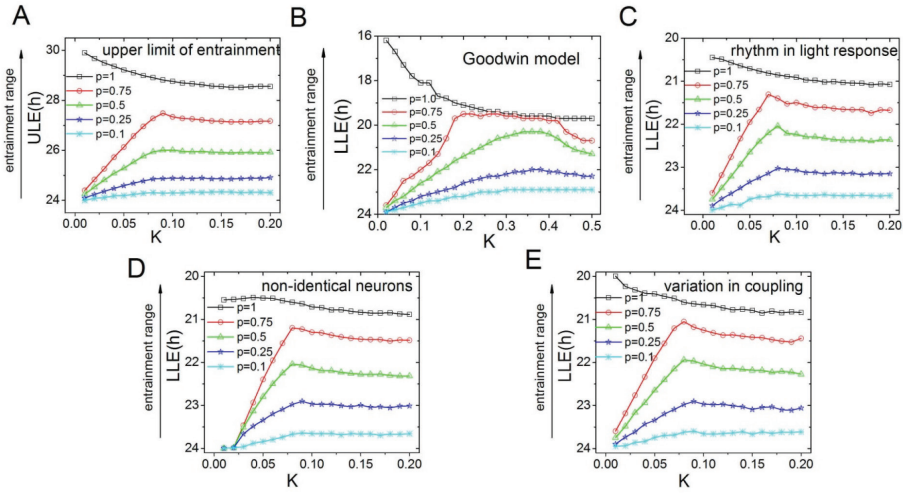 A
upper limit of entrainment
entrainment range
ULE(h)
30
28
26
24
p=1
p=0.75
p=0.5
p=0.25
p=0.1
0.00 0.05 0.10 0.15 0.20
K
B
Goodwin model
entrainment range
LLE(h)
16
18
20
22
24
p=1.0
p=0.75
p=0.5
p=0.25
p=0.1
0.0 0.1 0.2 0.3 0.4 0.5
K
C
rhythm in light response
entrainment range
LLE(h)
20
21
22
23
24
p=1
p=0.75
p=0.5
p=0.25
p=0.1
0.00 0.05 0.10 0.15 0.20
K
D
non-identical neurons
entrainment range
LLE(h)
20
21
22
23
24
p=1
p=0.75
p=0.5
p=0.25
p=0.1
0.00 0.05 0.10 0.15 0.20
K
E
variation in coupling
entrainment range
LLE(h)
20
21
22
23
24
p=1
p=0.75
p=0.5
p=0.25
p=0.1
0.00 0.05 0.10 0.15 0.20
K